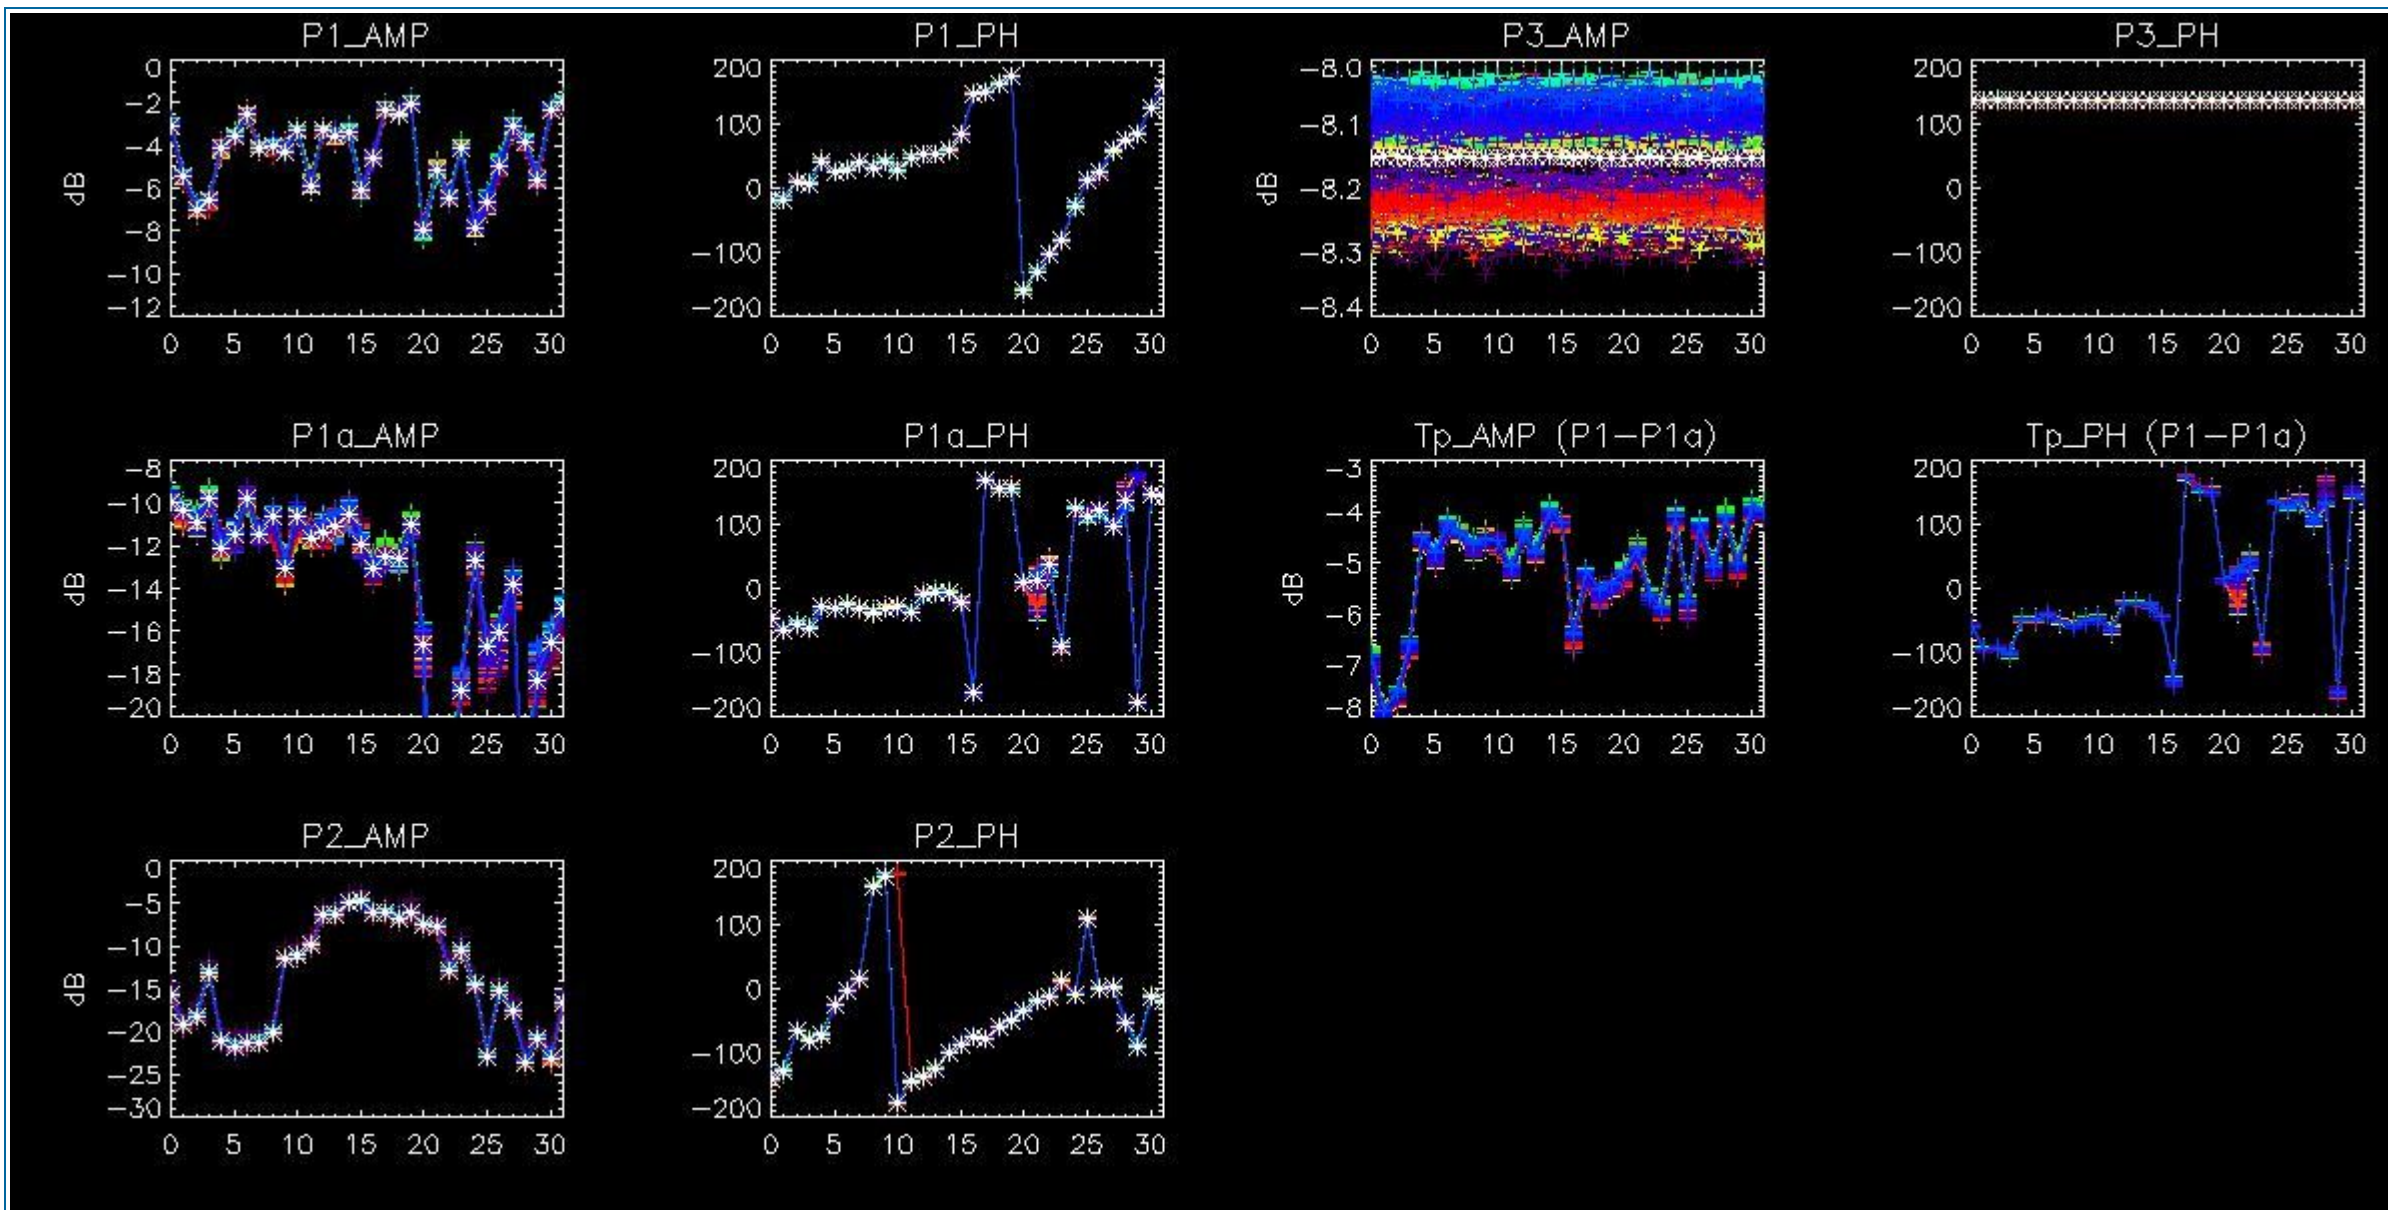 P1_AMP P1_PH P3_AMP P3_PH
0 200 -8.0 200
-2 100 -8.1 100
-4 0 -8.2 0
-6 -100 -8.3 -100
-8 -200 -8.4 -200
-10
-12
dB dB
0 5 10 15 20 25 30 0 5 10 15 20 25 30 0 5 10 15 20 25 30 0 5 10 15 20 25 30
P1a_AMP P1a_PH Tp_AMP (P1-P1a) Tp_PH (P1-P1a)
-8 200 -3 200
-10 100 -4 100
-12 0 -5 0
-14 -100 -6 -100
-16 -200 -7 -200
-18 -8
-20
dB dB
0 5 10 15 20 25 30 0 5 10 15 20 25 30 0 5 10 15 20 25 30 0 5 10 15 20 25 30
P2_AMP P2_PH
0 200
-5 100
-10 0
-15 -100
-20 -200
-25
-30
dB
0 5 10 15 20 25 30 0 5 10 15 20 25 30